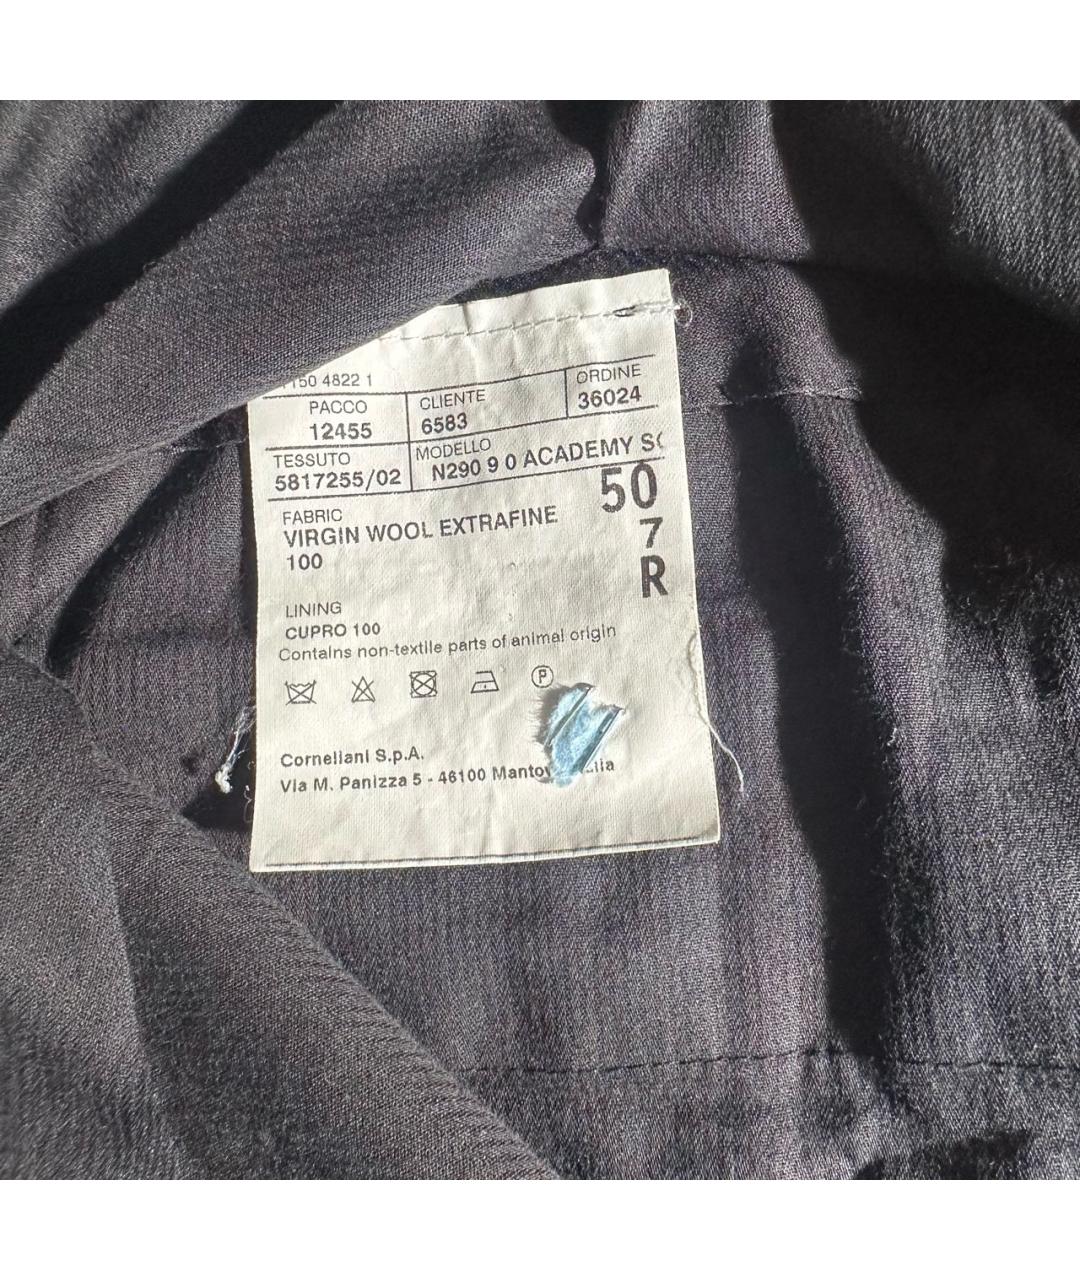 150 4822 1
PACCO
12455
CLIENTE
6583
ORDINE
36024
TESSUTO
5817255/02
MODELLO
N290 9 0 ACADEMY
50
7
R
FABRIC
VIRGIN WOOL EXTRAFINE
100
LINING
CUPRO 100
Contains non-textile parts of animal origin
P
Corneliani S.p.A.
Via M. Panizza 5 - 46100